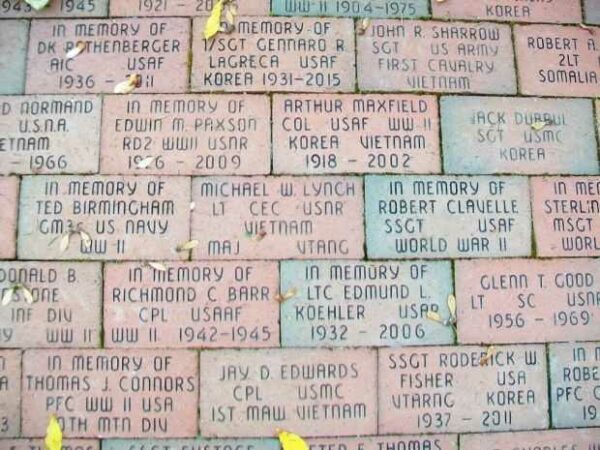 1945
1945
1921 - 20
WW II 1904-1975
KOREA
IN MEMORY OF
DK
AIC USAF
1936 -
MEMORY OF
1/SGT GENNARO R
LAGRECA USAF
KOREA 1931-2015
JOHN R. SHARROW
SGT US ARMY
FIRST CAVALRY
VIETNAM
ROBERT A
2LT
SOMALIA
D NORMAND
U.S.N.A.
ETNAM
- 1966
IN MEMORY OF
EDWIN M. PAXSON
RD2 WWII USNR
- 2009
ARTHUR MAXFIELD
COL USAF WW II
KOREA VIETNAM
1918 - 2002
JACK
SGT USMC
KOREA
IN MEMORY OF
TED BIRMINGHAM
GM3c US NAVY
WW-II
MICHAEL W. LYNCH
LT CEC USNR
VIETNAM
MAJ VTANG
IN MEMORY OF
ROBERT CLAVELLE
SSGT USAF
WORLD WAR II
IN MEM
STERLIN
MSGT
WORL
DONALD B.
INF DIV
WW II
IN MEMORY OF
RICHMOND C BARR
CPL USAAF
WW II 1942-1945
IN MEMORY OF
LTC EDMUND L.
KOEHLER USAR
1932 - 2006
GLENN T GOOD
LT SC USNR
1956 - 1969
IN MEMORY OF
THOMAS J. CONNORS
PFC WW II USA
10TH MTN DIV
JAY D. EDWARDS
CPL USMC
1ST MAW VIETNAM
SSGT RODERICK W
FISHER USA
VTARNG KOREA
1937 - 2011
IN M
ROBE
PFC C
19
E THOMAS